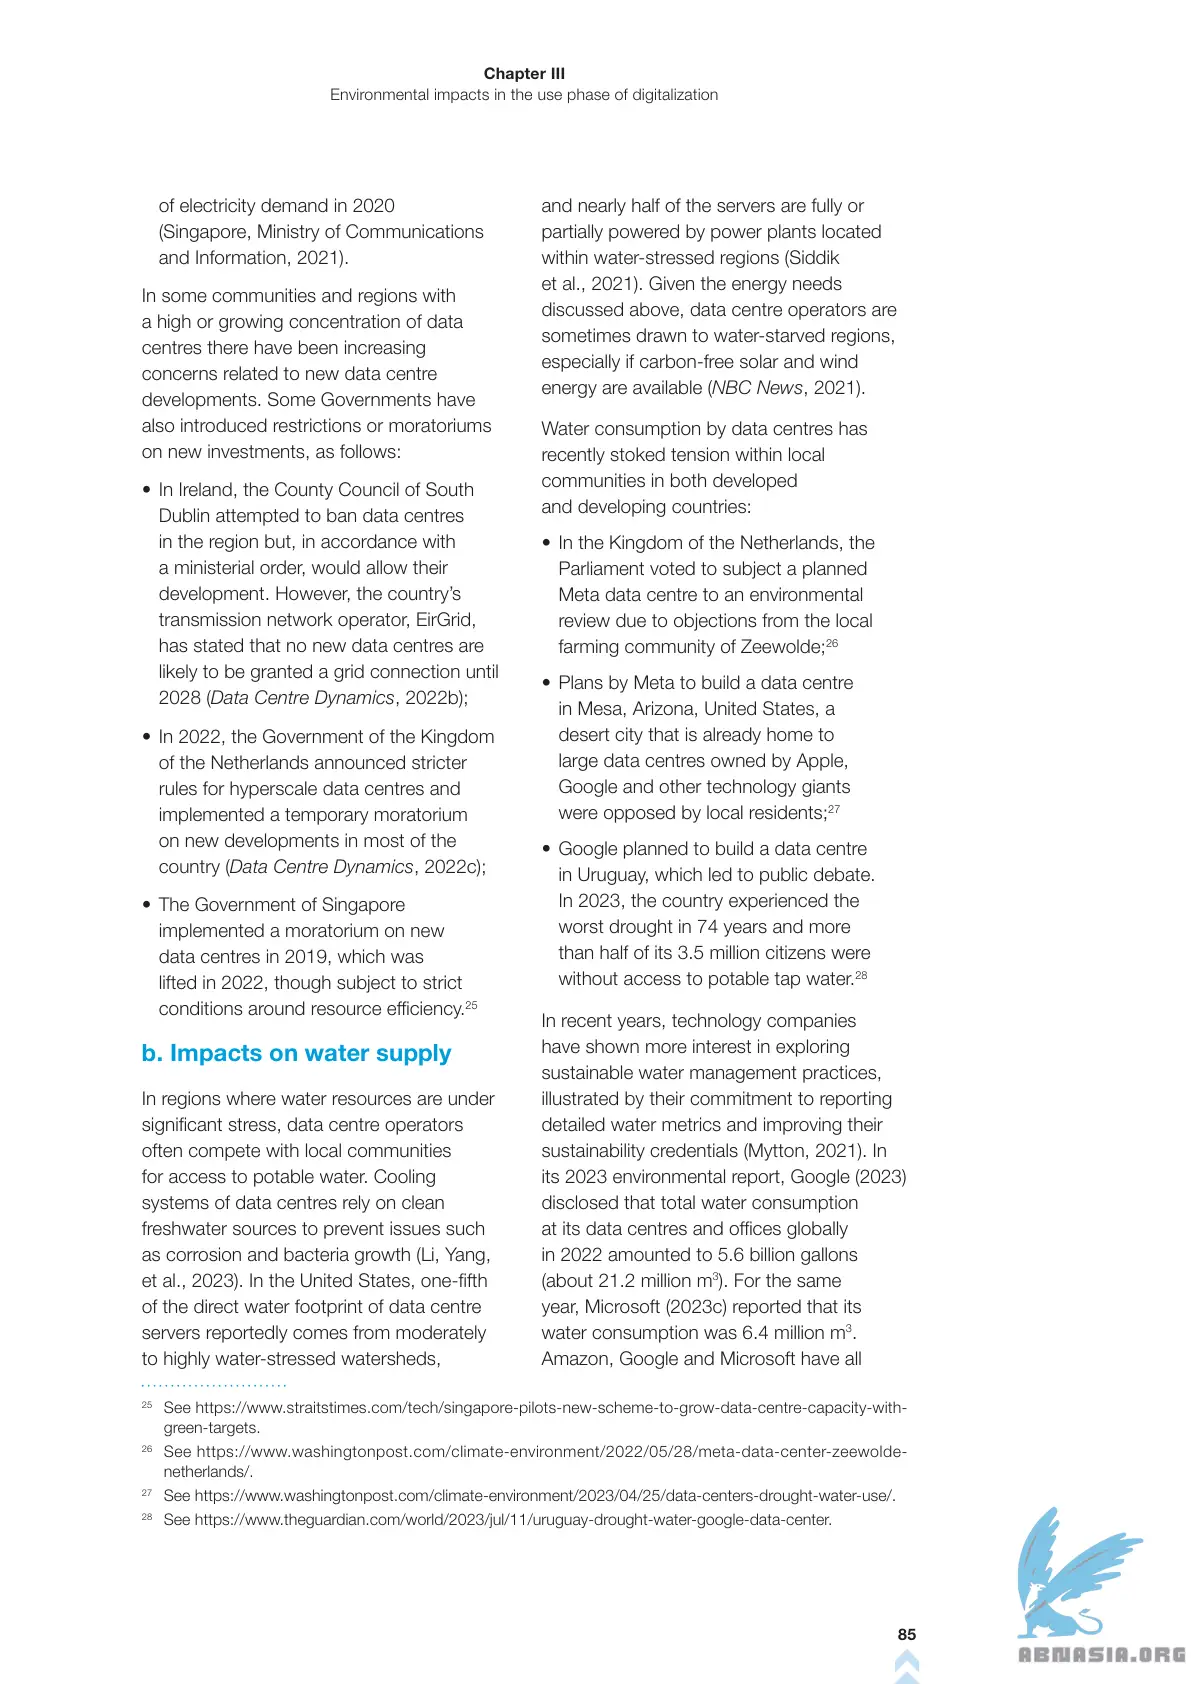 Chapter III
Environmental impacts in the use phase of digitalization
of electricity demand in 2020
(Singapore, Ministry of Communications
and Information, 2021).
In some communities and regions with
a high or growing concentration of data
centres there have been increasing
concerns related to new data centre
developments. Some Governments have
also introduced restrictions or moratoriums
on new investments, as follows:
• In Ireland, the County Council of South
Dublin attempted to ban data centres
in the region but, in accordance with
a ministerial order, would allow their
development. However, the country’s
transmission network operator, EirGrid,
has stated that no new data centres are
likely to be granted a grid connection until
2028 (Data Centre Dynamics, 2022b);
• In 2022, the Government of the Kingdom
of the Netherlands announced stricter
rules for hyperscale data centres and
implemented a temporary moratorium
on new developments in most of the
country (Data Centre Dynamics, 2022c);
• The Government of Singapore
implemented a moratorium on new
data centres in 2019, which was
lifted in 2022, though subject to strict
conditions around resource efficiency.25
b. Impacts on water supply
In regions where water resources are under
significant stress, data centre operators
often compete with local communities
for access to potable water. Cooling
systems of data centres rely on clean
freshwater sources to prevent issues such
as corrosion and bacteria growth (Li, Yang,
et al., 2023). In the United States, one-fifth
of the direct water footprint of data centre
servers reportedly comes from moderately
to highly water-stressed watersheds,
and nearly half of the servers are fully or
partially powered by power plants located
within water-stressed regions (Siddik
et al., 2021). Given the energy needs
discussed above, data centre operators are
sometimes drawn to water-starved regions,
especially if carbon-free solar and wind
energy are available (NBC News, 2021).
Water consumption by data centres has
recently stoked tension within local
communities in both developed
and developing countries:
• In the Kingdom of the Netherlands, the
Parliament voted to subject a planned
Meta data centre to an environmental
review due to objections from the local
farming community of Zeewolde;26
• Plans by Meta to build a data centre
in Mesa, Arizona, United States, a
desert city that is already home to
large data centres owned by Apple,
Google and other technology giants
were opposed by local residents;27
• Google planned to build a data centre
in Uruguay, which led to public debate.
In 2023, the country experienced the
worst drought in 74 years and more
than half of its 3.5 million citizens were
without access to potable tap water.28
In recent years, technology companies
have shown more interest in exploring
sustainable water management practices,
illustrated by their commitment to reporting
detailed water metrics and improving their
sustainability credentials (Mytton, 2021). In
its 2023 environmental report, Google (2023)
disclosed that total water consumption
at its data centres and offices globally
in 2022 amounted to 5.6 billion gallons
(about 21.2 million m3). For the same
year, Microsoft (2023c) reported that its
water consumption was 6.4 million m3.
Amazon, Google and Microsoft have all
25 See https://www.straitstimes.com/tech/singapore-pilots-new-scheme-to-grow-data-centre-capacity-with-
green-targets.
26 See https://www.washingtonpost.com/climate-environment/2022/05/28/meta-data-center-zeewolde-
netherlands/.
27 See https://www.washingtonpost.com/climate-environment/2023/04/25/data-centers-drought-water-use/.
28 See https://www.theguardian.com/world/2023/jul/11/uruguay-drought-water-google-data-center.
85
ABNASIA.ORG